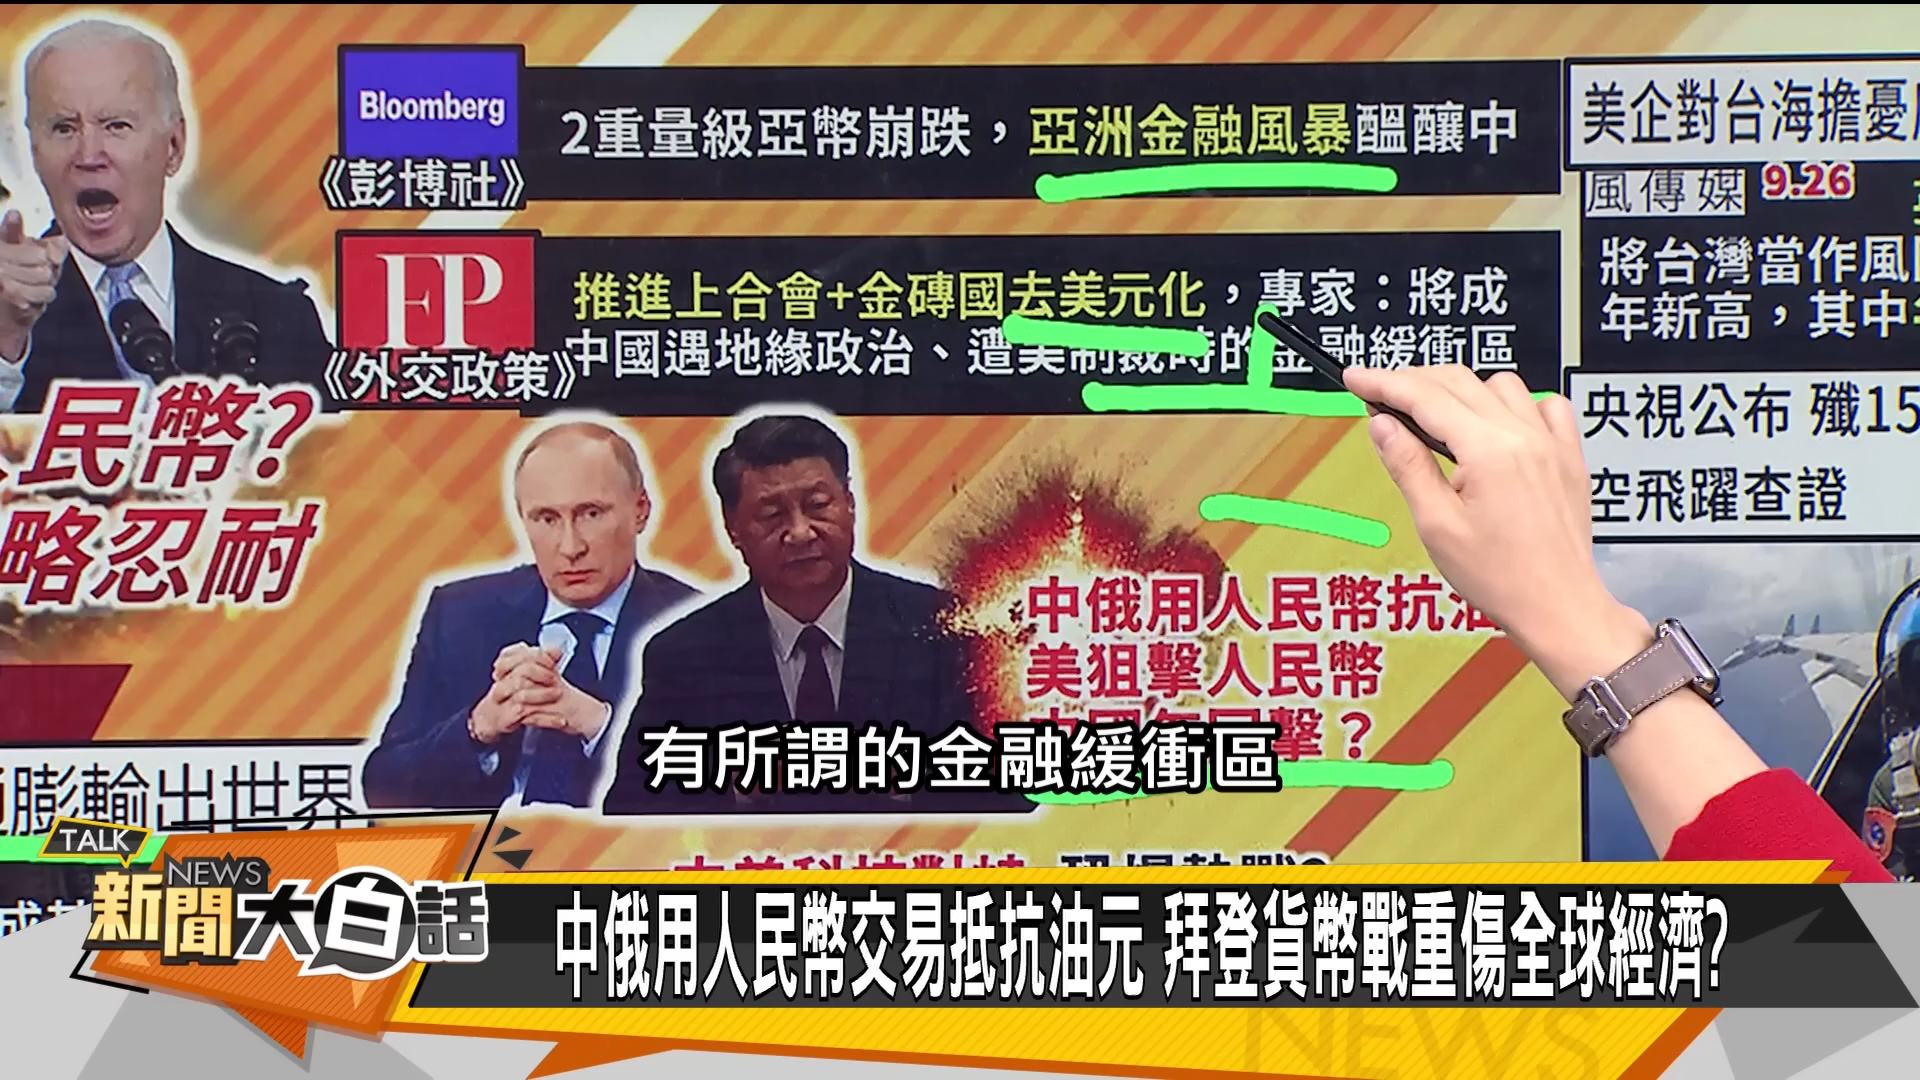 Bloomberg
《彭博社》
2重量級亞幣崩跌，亞洲金融風暴醞釀中
FP
《外交政策》
推進上合會+金磚國去美元化，專家：將成
中國遇地緣政治、遭美制裁時的金融緩衝區
美企對台海擔憂
風傳媒 9.26
將台灣當作風
年新高，其中
央視公布 殲15
空飛躍查證
民幣?
略忍耐
中俄用人民幣抗油
美狙擊人民幣
擊？
膨輸出世界
有所謂的金融緩衝區
TALK
NEWS
新聞大白話
中俄用人民幣交易抵抗油元 拜登貨幣戰重傷全球經濟?
NEWS